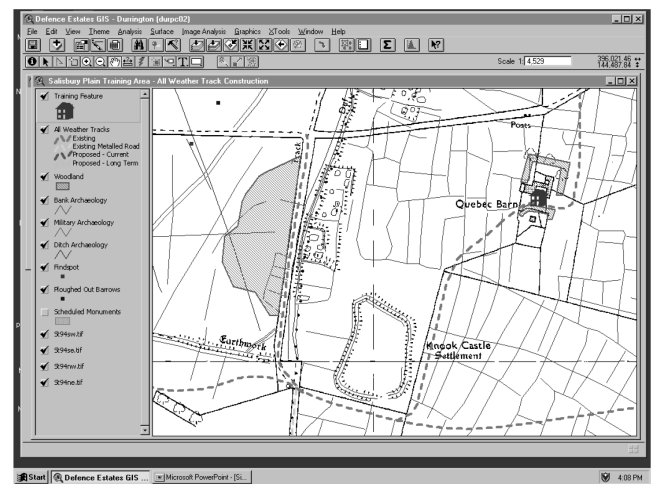 Defence Estates GIS - Durrington (durpc02)
File Edit View Theme Analysis Surface Image Analysis Graphics XTools Window Help
Scale 1: 4,529
396,021.46
144,487.84
Salisbury Plain Training Area - All Weather Track Construction
Training Feature
All Weather Tracks
Existing
Existing Metalled Road
Proposed - Current
Proposed - Long Term
Woodland
Bank Archæology
Military Archæology
Ditch Archæology
Findspot
Ploughed Out Barrows
Scheduled Monuments
St94sw.tif
St94se.tif
St94nw.tif
St94ne.tif
Track
Posts
Quebec Barn
Earthwork
Knook Castle
Settlement
Start
Defence Estates GIS ...
Microsoft PowerPoint - [Si...
4:08 PM